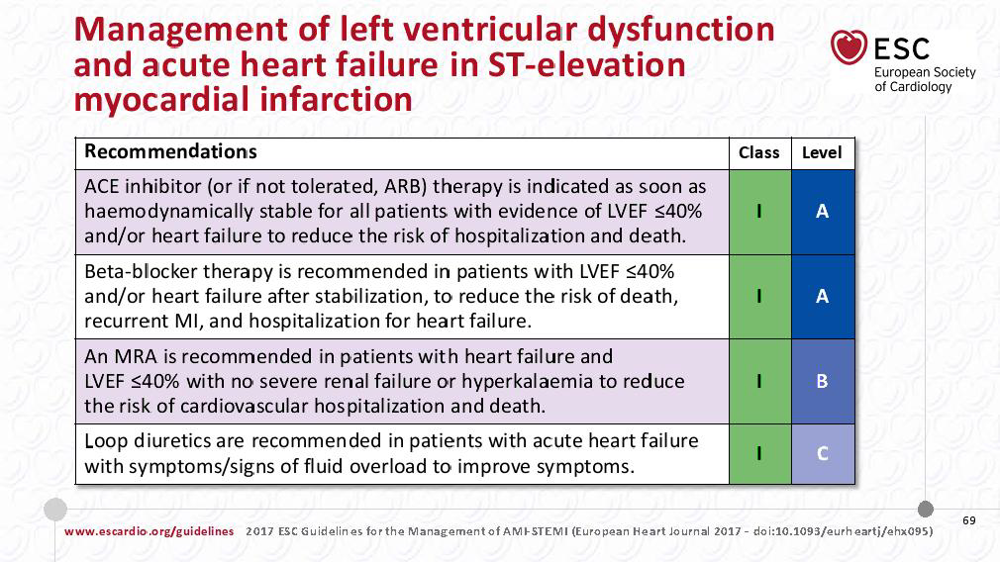 Management of left ventricular dysfunction
and acute heart failure in ST-elevation
myocardial infarction
ESC
European Society
of Cardiology
Recommendations Class Level
ACE inhibitor (or if not tolerated, ARB) therapy is indicated as soon as
haemodynamically stable for all patients with evidence of LVEF ≤40%
and/or heart failure to reduce the risk of hospitalization and death.
I A
Beta-blocker therapy is recommended in patients with LVEF ≤40%
and/or heart failure after stabilization, to reduce the risk of death,
recurrent MI, and hospitalization for heart failure.
I A
An MRA is recommended in patients with heart failure and
LVEF ≤40% with no severe renal failure or hyperkalaemia to reduce
the risk of cardiovascular hospitalization and death.
I B
Loop diuretics are recommended in patients with acute heart failure
with symptoms/signs of fluid overload to improve symptoms.
I C
69
www.escardio.org/guidelines 2017 ESC Guidelines for the Management of AMI-STEMI (European Heart Journal 2017 - doi:10.1093/eurheartj/ehx095)